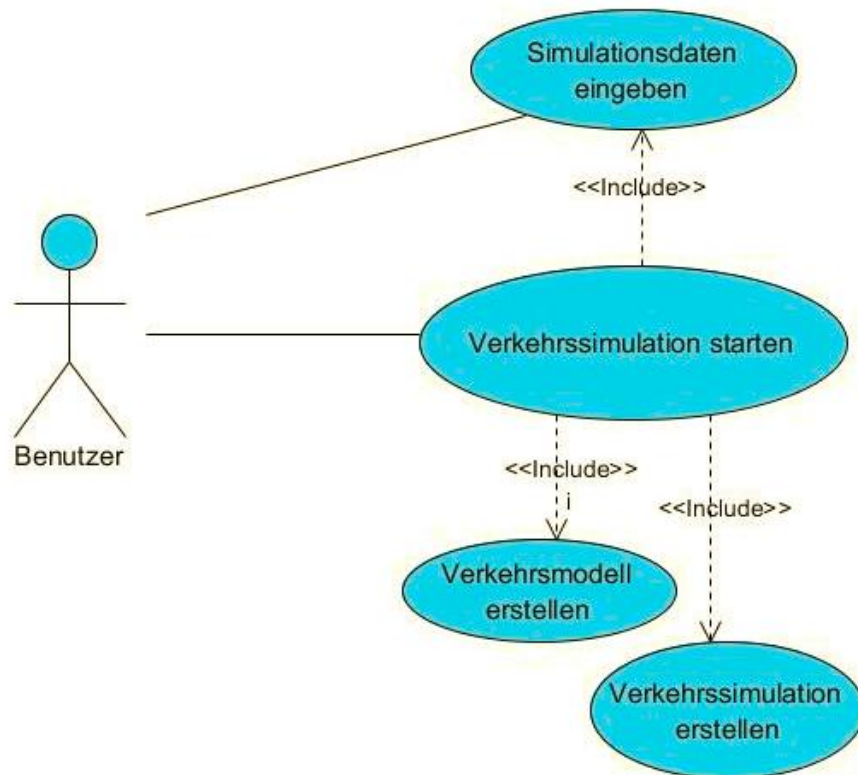 Simulationsdaten
eingeben
<<Include>>
Verkehrssimulation starten
Benutzer
<<Include>>
i
<<Include>>
Verkehrsmodell
erstellen
Verkehrssimulation
erstellen